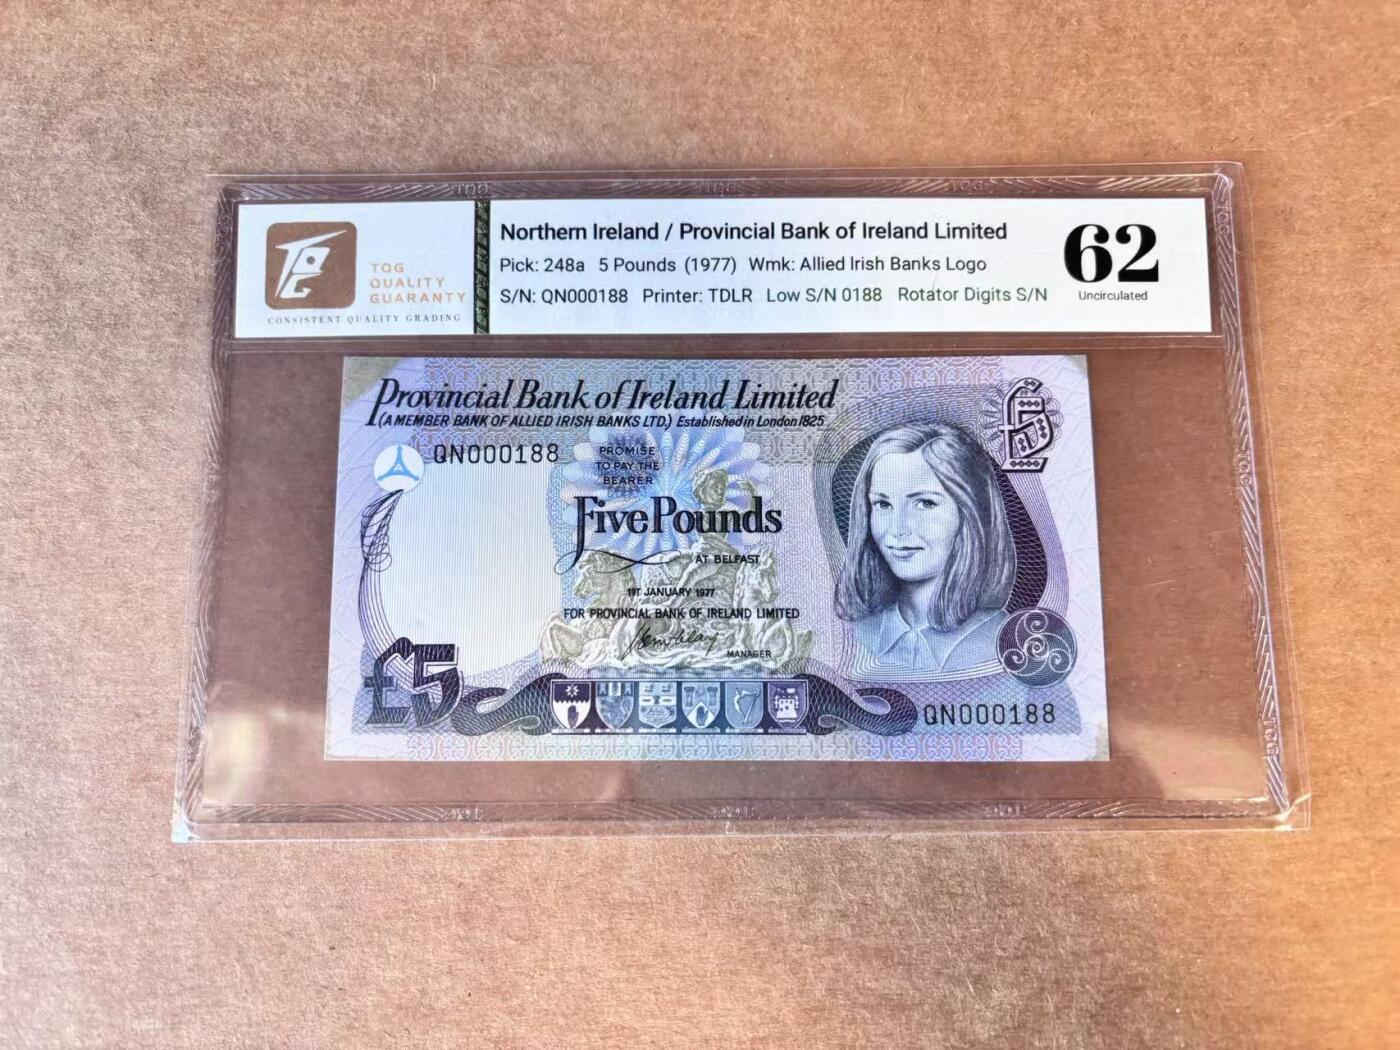 TQG
QUALITY
GUARANTY
CONSISTENT QUALITY GRADING
Northern Ireland / Provincial Bank of Ireland Limited
Pick: 248a 5 Pounds (1977) Wmk: Allied Irish Banks Logo
S/N: QN000188 Printer: TDLR Low S/N 0188 Rotator Digits S/N
62
Uncirculated
Provincial Bank of Ireland Limited
(A MEMBER BANK OF ALLIED IRISH BANKS LTD.) Established in London 1825
£5
QN000188
PROMISE
TO PAY THE
BEARER
Five Pounds
AT BELFAST
1ST JANUARY 1977
FOR PROVINCIAL BANK OF IRELAND LIMITED
MANAGER
£5
QN000188